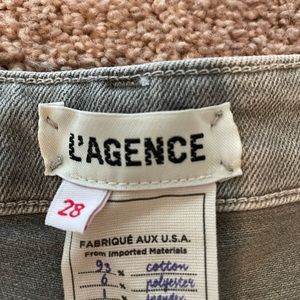 L'AGENCE
28
FABRIQUÉ AUX U.S.A.
From Imported Materials
93 % cotton
6 % polyester